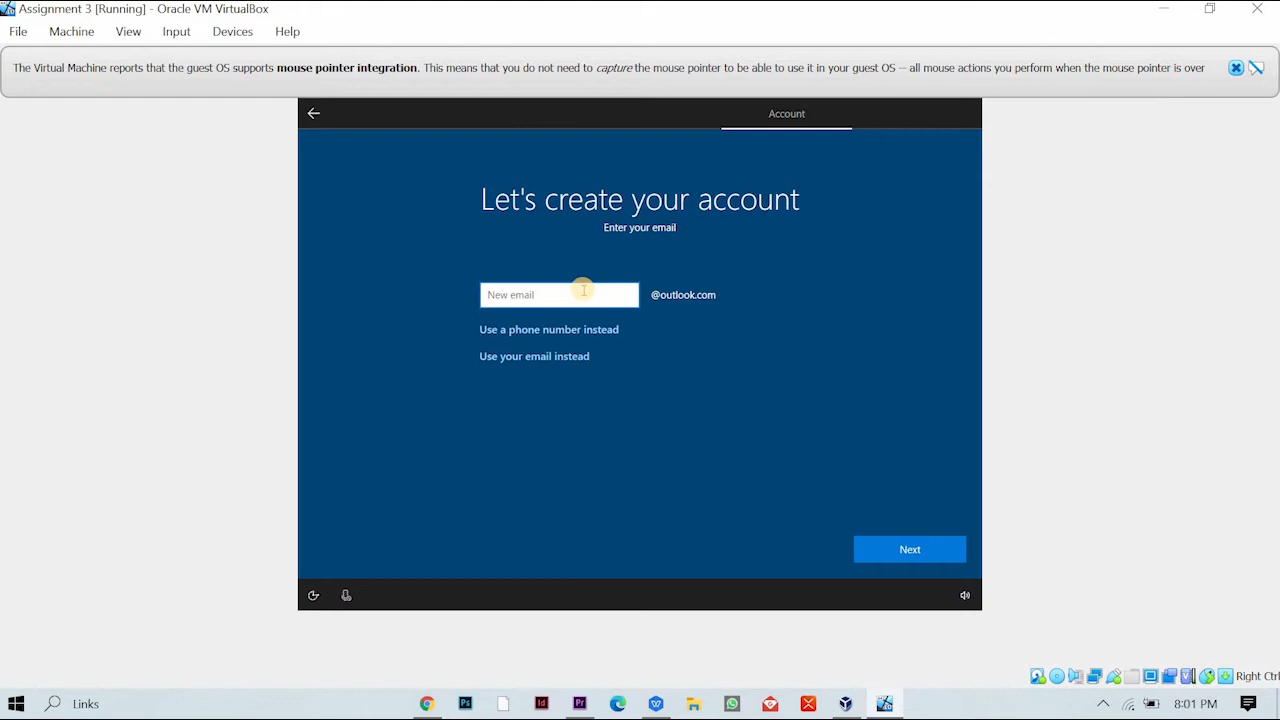 Assignment 3 [Running] - Oracle VM VirtualBox
File Machine View Input Devices Help
The Virtual Machine reports that the guest OS supports mouse pointer integration. This means that you do not need to capture the mouse pointer to be able to use it in your guest OS -- all mouse actions you perform when the mouse pointer is over
Account
Let's create your account
Enter your email
New email @outlook.com
Use a phone number instead
Use your email instead
Next
Right Ctrl
Links
Ps
Id
Pr
W
8:01 PM